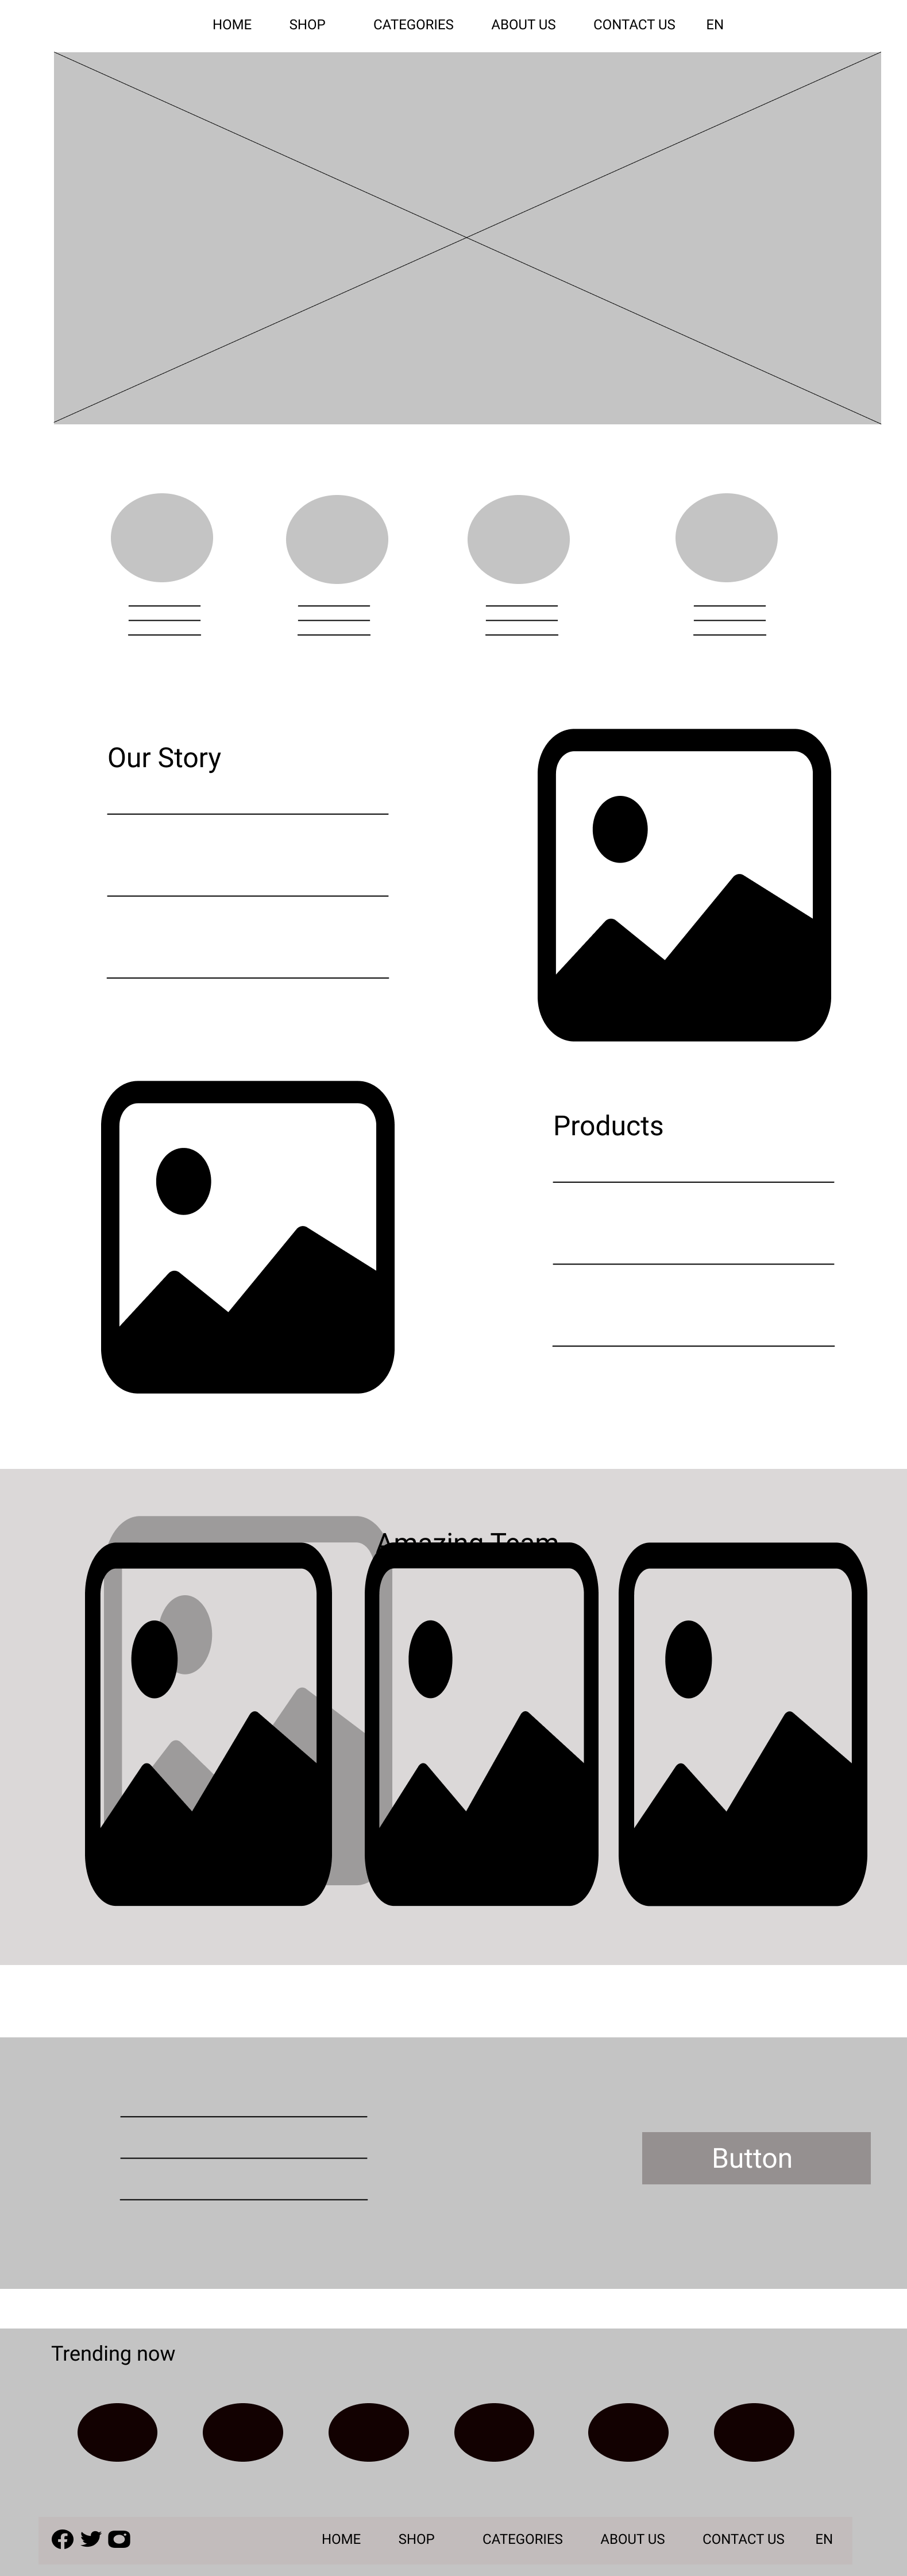 HOME SHOP CATEGORIES ABOUT US CONTACT US EN
Our Story
Products
Amazing Team
Button
Trending now
HOME SHOP CATEGORIES ABOUT US CONTACT US EN